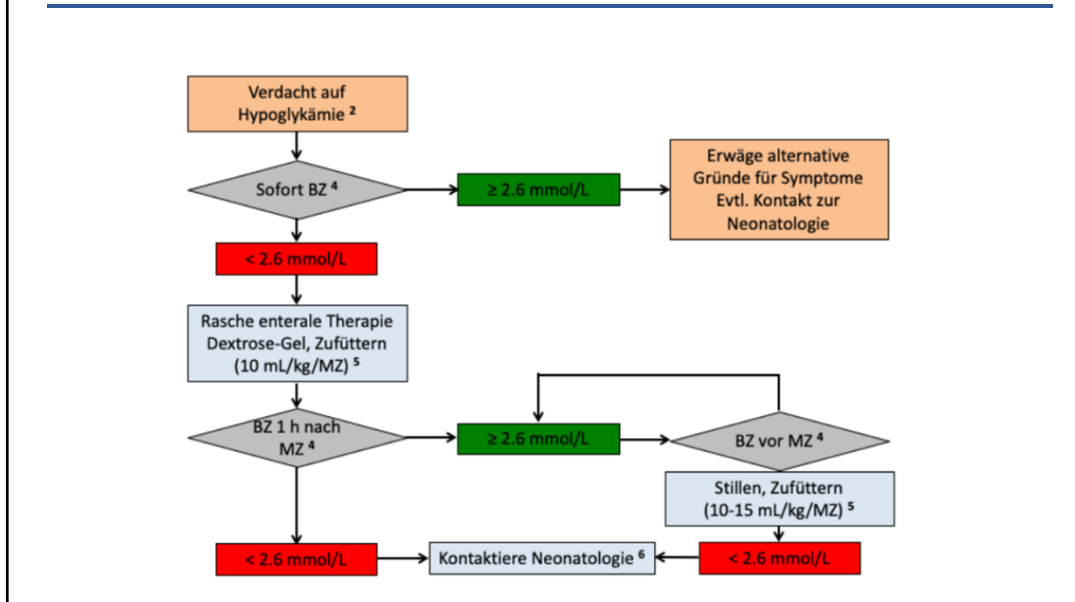 Verdacht auf
Hypoglykämie ²
Sofort BZ ⁴
≥ 2.6 mmol/L
Erwäge alternative
Gründe für Symptome
Evtl. Kontakt zur
Neonatologie
< 2.6 mmol/L
Rasche enterale Therapie
Dextrose-Gel, Zufüttern
(10 mL/kg/MZ) ⁵
BZ 1 h nach
MZ ⁴
≥ 2.6 mmol/L
BZ vor MZ ⁴
Stillen, Zufüttern
(10-15 mL/kg/MZ) ⁵
< 2.6 mmol/L
Kontaktiere Neonatologie ⁶
< 2.6 mmol/L